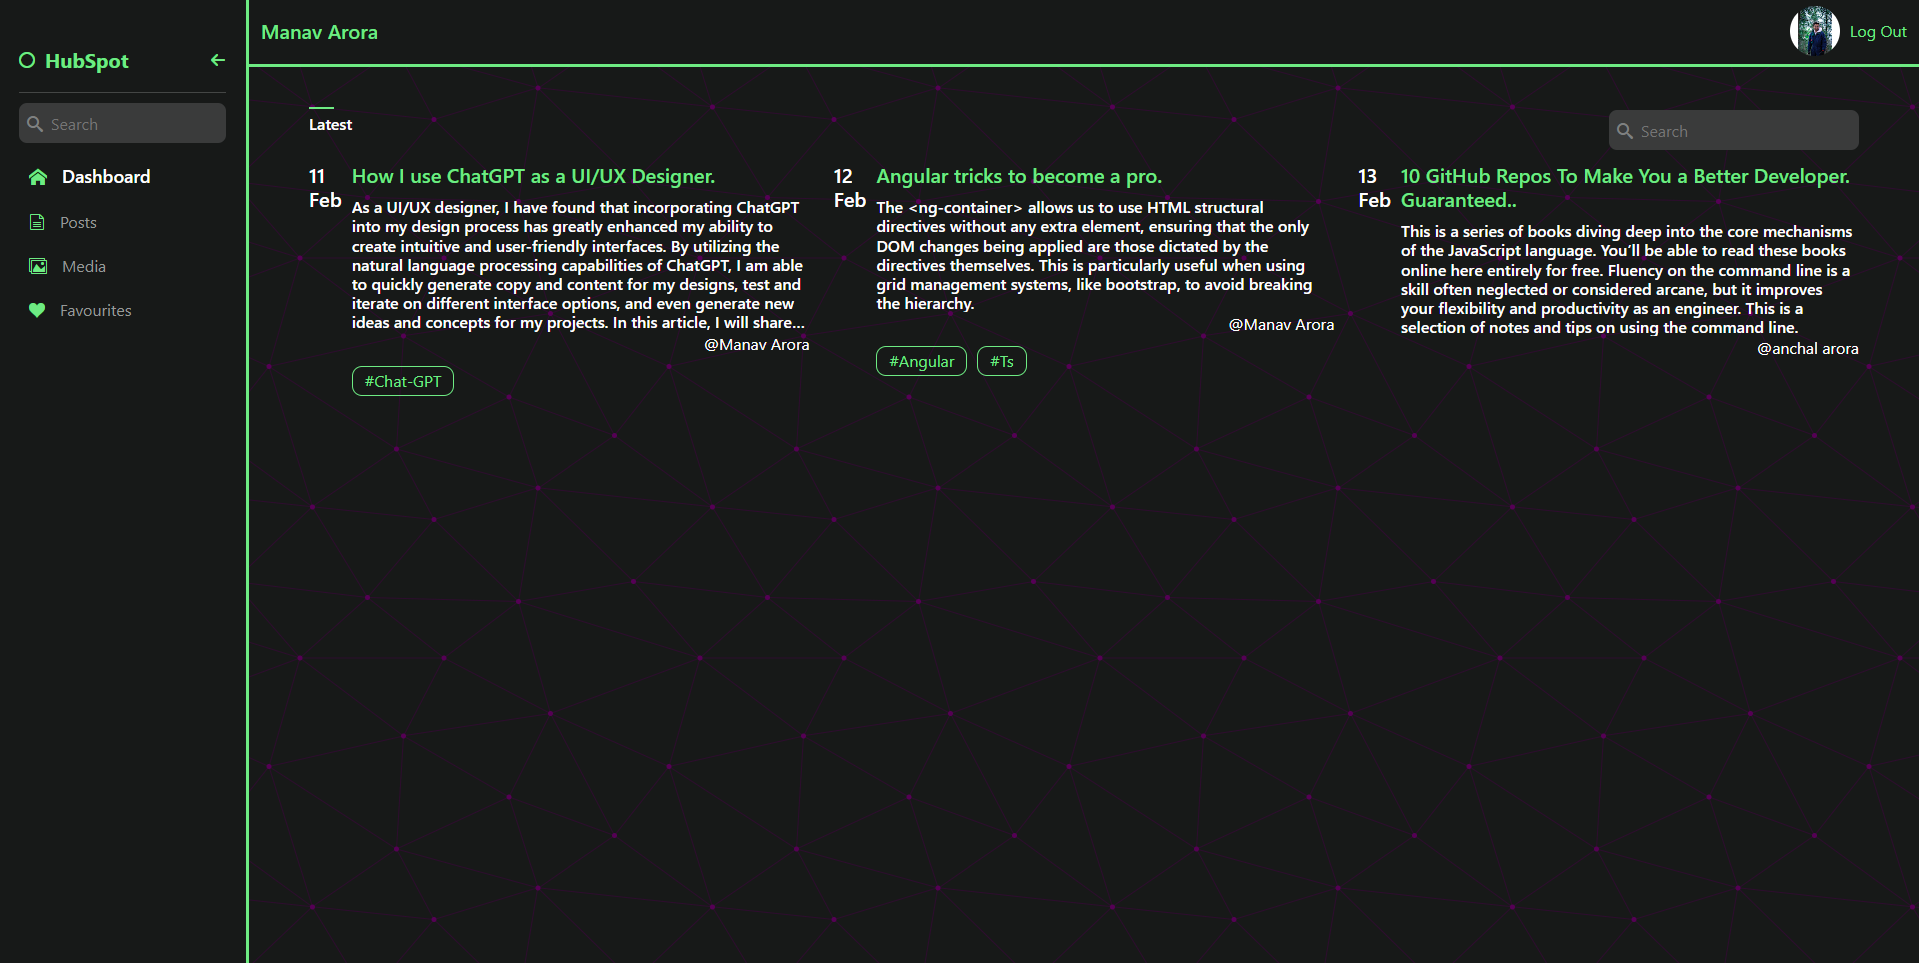 HubSpot
Search
Dashboard
Posts
Media
Favourites
Manav Arora
Log Out
Latest
Search
11
Feb
How I use ChatGPT as a UI/UX Designer.
As a UI/UX designer, I have found that incorporating ChatGPT
into my design process has greatly enhanced my ability to
create intuitive and user-friendly interfaces. By utilizing the
natural language processing capabilities of ChatGPT, I am able
to quickly generate copy and content for my designs, test and
iterate on different interface options, and even generate new
ideas and concepts for my projects. In this article, I will share...
@Manav Arora
#Chat-GPT
12
Feb
Angular tricks to become a pro.
The <ng-container> allows us to use HTML structural
directives without any extra element, ensuring that the only
DOM changes being applied are those dictated by the
directives themselves. This is particularly useful when using
grid management systems, like bootstrap, to avoid breaking
the hierarchy.
@Manav Arora
#Angular
#Ts
13
Feb
10 GitHub Repos To Make You a Better Developer.
Guaranteed..
This is a series of books diving deep into the core mechanisms
of the JavaScript language. You´ll be able to read these books
online here entirely for free. Fluency on the command line is a
skill often neglected or considered arcane, but it improves
your flexibility and productivity as an engineer. This is a
selection of notes and tips on using the command line.
@anchal arora